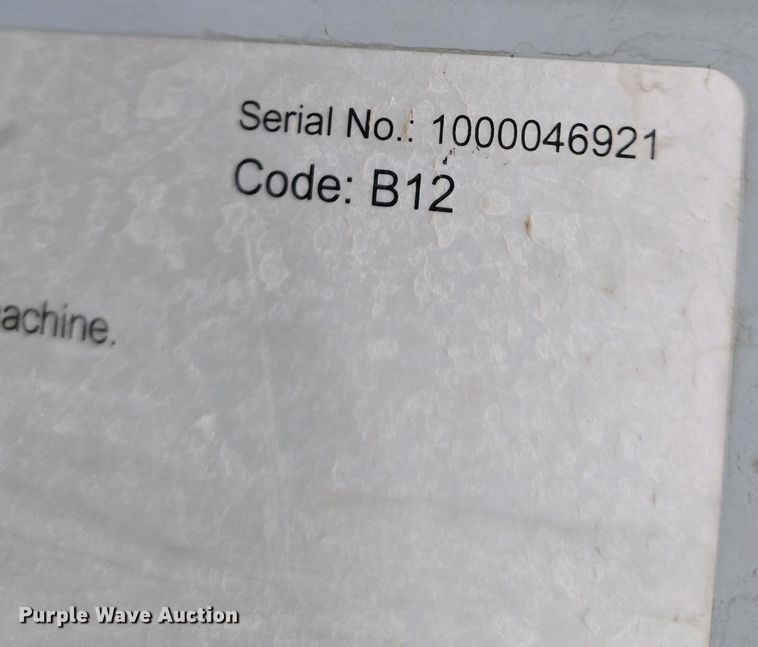 Serial No.: 1000046921
Code: B12
achine.
Purple Wave Auction